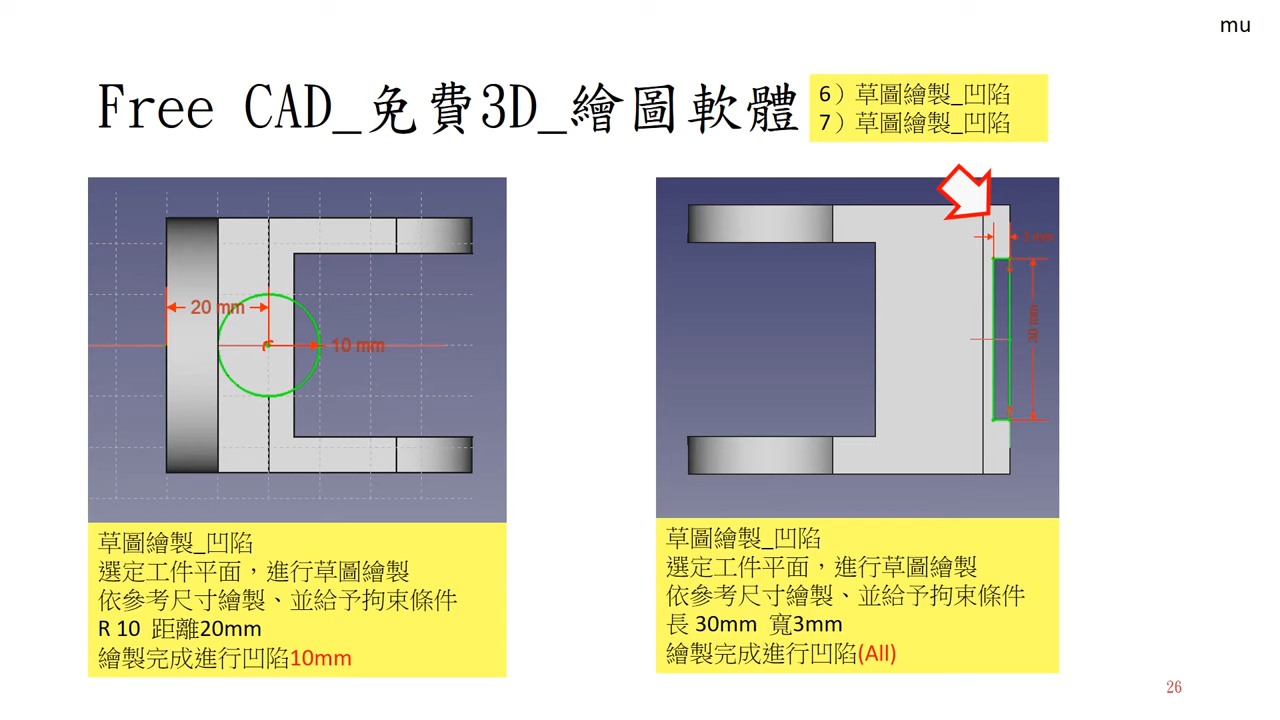 mu
Free CAD_免費3D_繪圖軟體
6）草圖繪製_凹陷
7）草圖繪製_凹陷
20 mm
10 mm
3 mm
30 mm
草圖繪製_凹陷
選定工件平面，進行草圖繪製
依參考尺寸繪製、並給予拘束條件
R 10 距離20mm
繪製完成進行凹陷10mm
草圖繪製_凹陷
選定工件平面，進行草圖繪製
依參考尺寸繪製、並給予拘束條件
長 30mm 寬3mm
繪製完成進行凹陷(All)
26